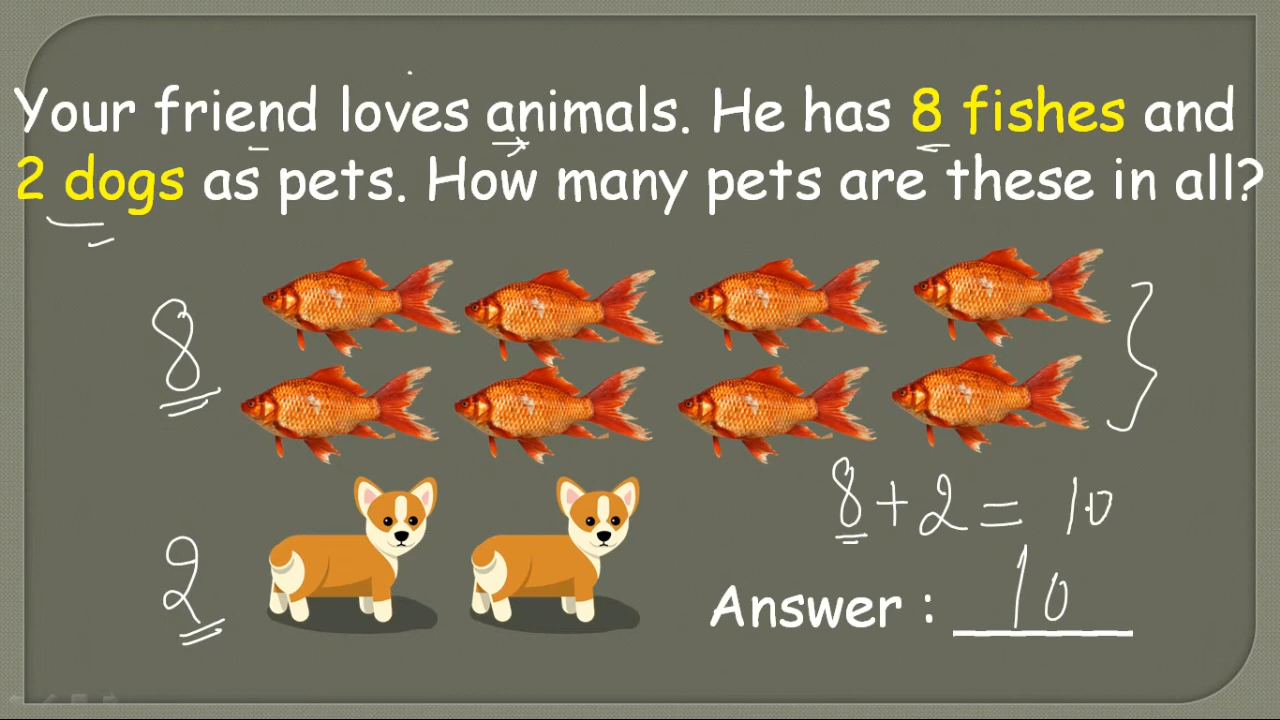 Your friend loves animals. He has 8 fishes and
2 dogs as pets. How many pets are these in all?
8
8 + 2 = 10
2
Answer : 10